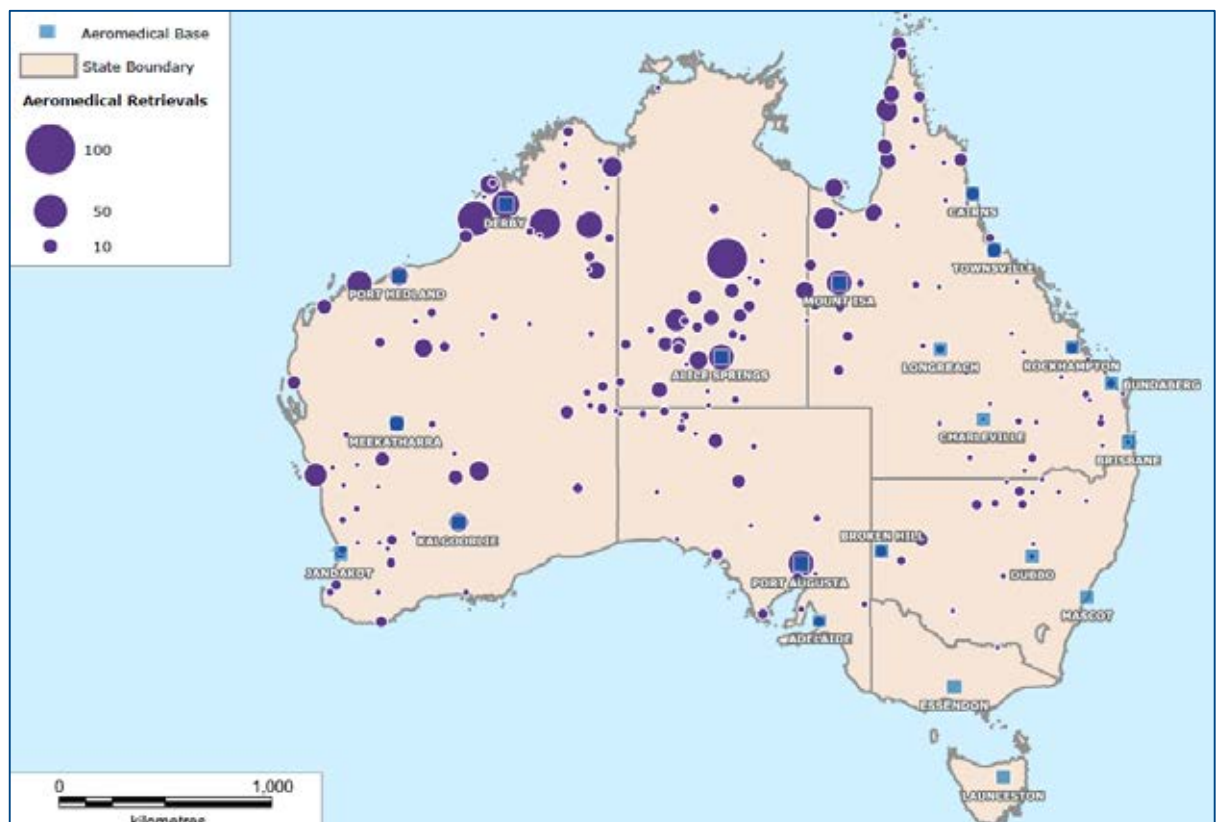 Aeromedical Base
State Boundary
Aeromedical Retrievals
100
50
10
DERBY
CAIRNS
TOWNSVILLE
PORT HEDLAND
MOUNT ISA
LONGREACH
ROCKHAMPTON
ALICE SPRINGS
BUNDABERG
MEEKATHARRA
CHARLEVILLE
BRISBANE
KALGOORLIE
BROKEN HILL
JANDAKOT
PORT AUGUSTA
DUBBO
MASCOT
ADELAIDE
ESSENDON
LAUNCESTON
0 1,000
kilometres